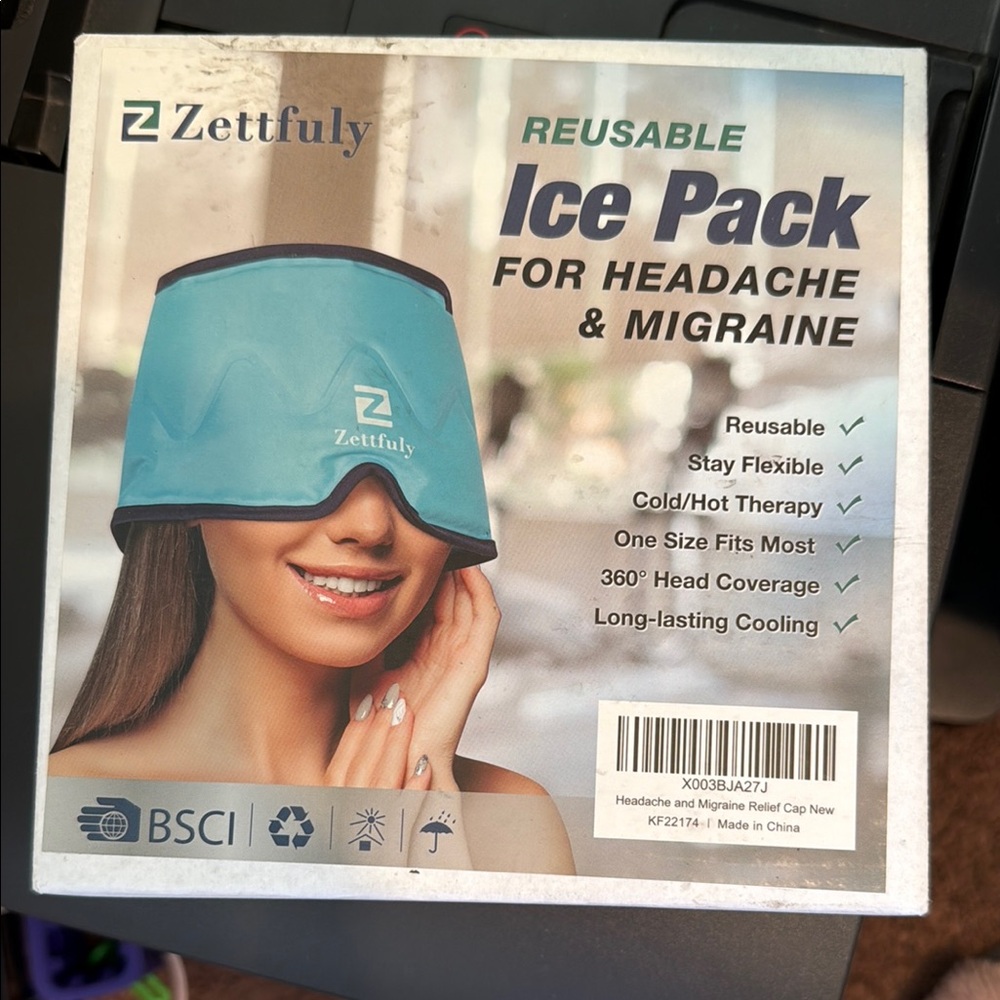 Zettfuly
REUSABLE
Ice Pack
FOR HEADACHE
& MIGRAINE
Zettfuly
Reusable
Stay Flexible
Cold/Hot Therapy
One Size Fits Most
360° Head Coverage
Long-lasting Cooling
X003BJA27J
Headache and Migraine Relief Cap New
KF22174 | Made in China
BSCI